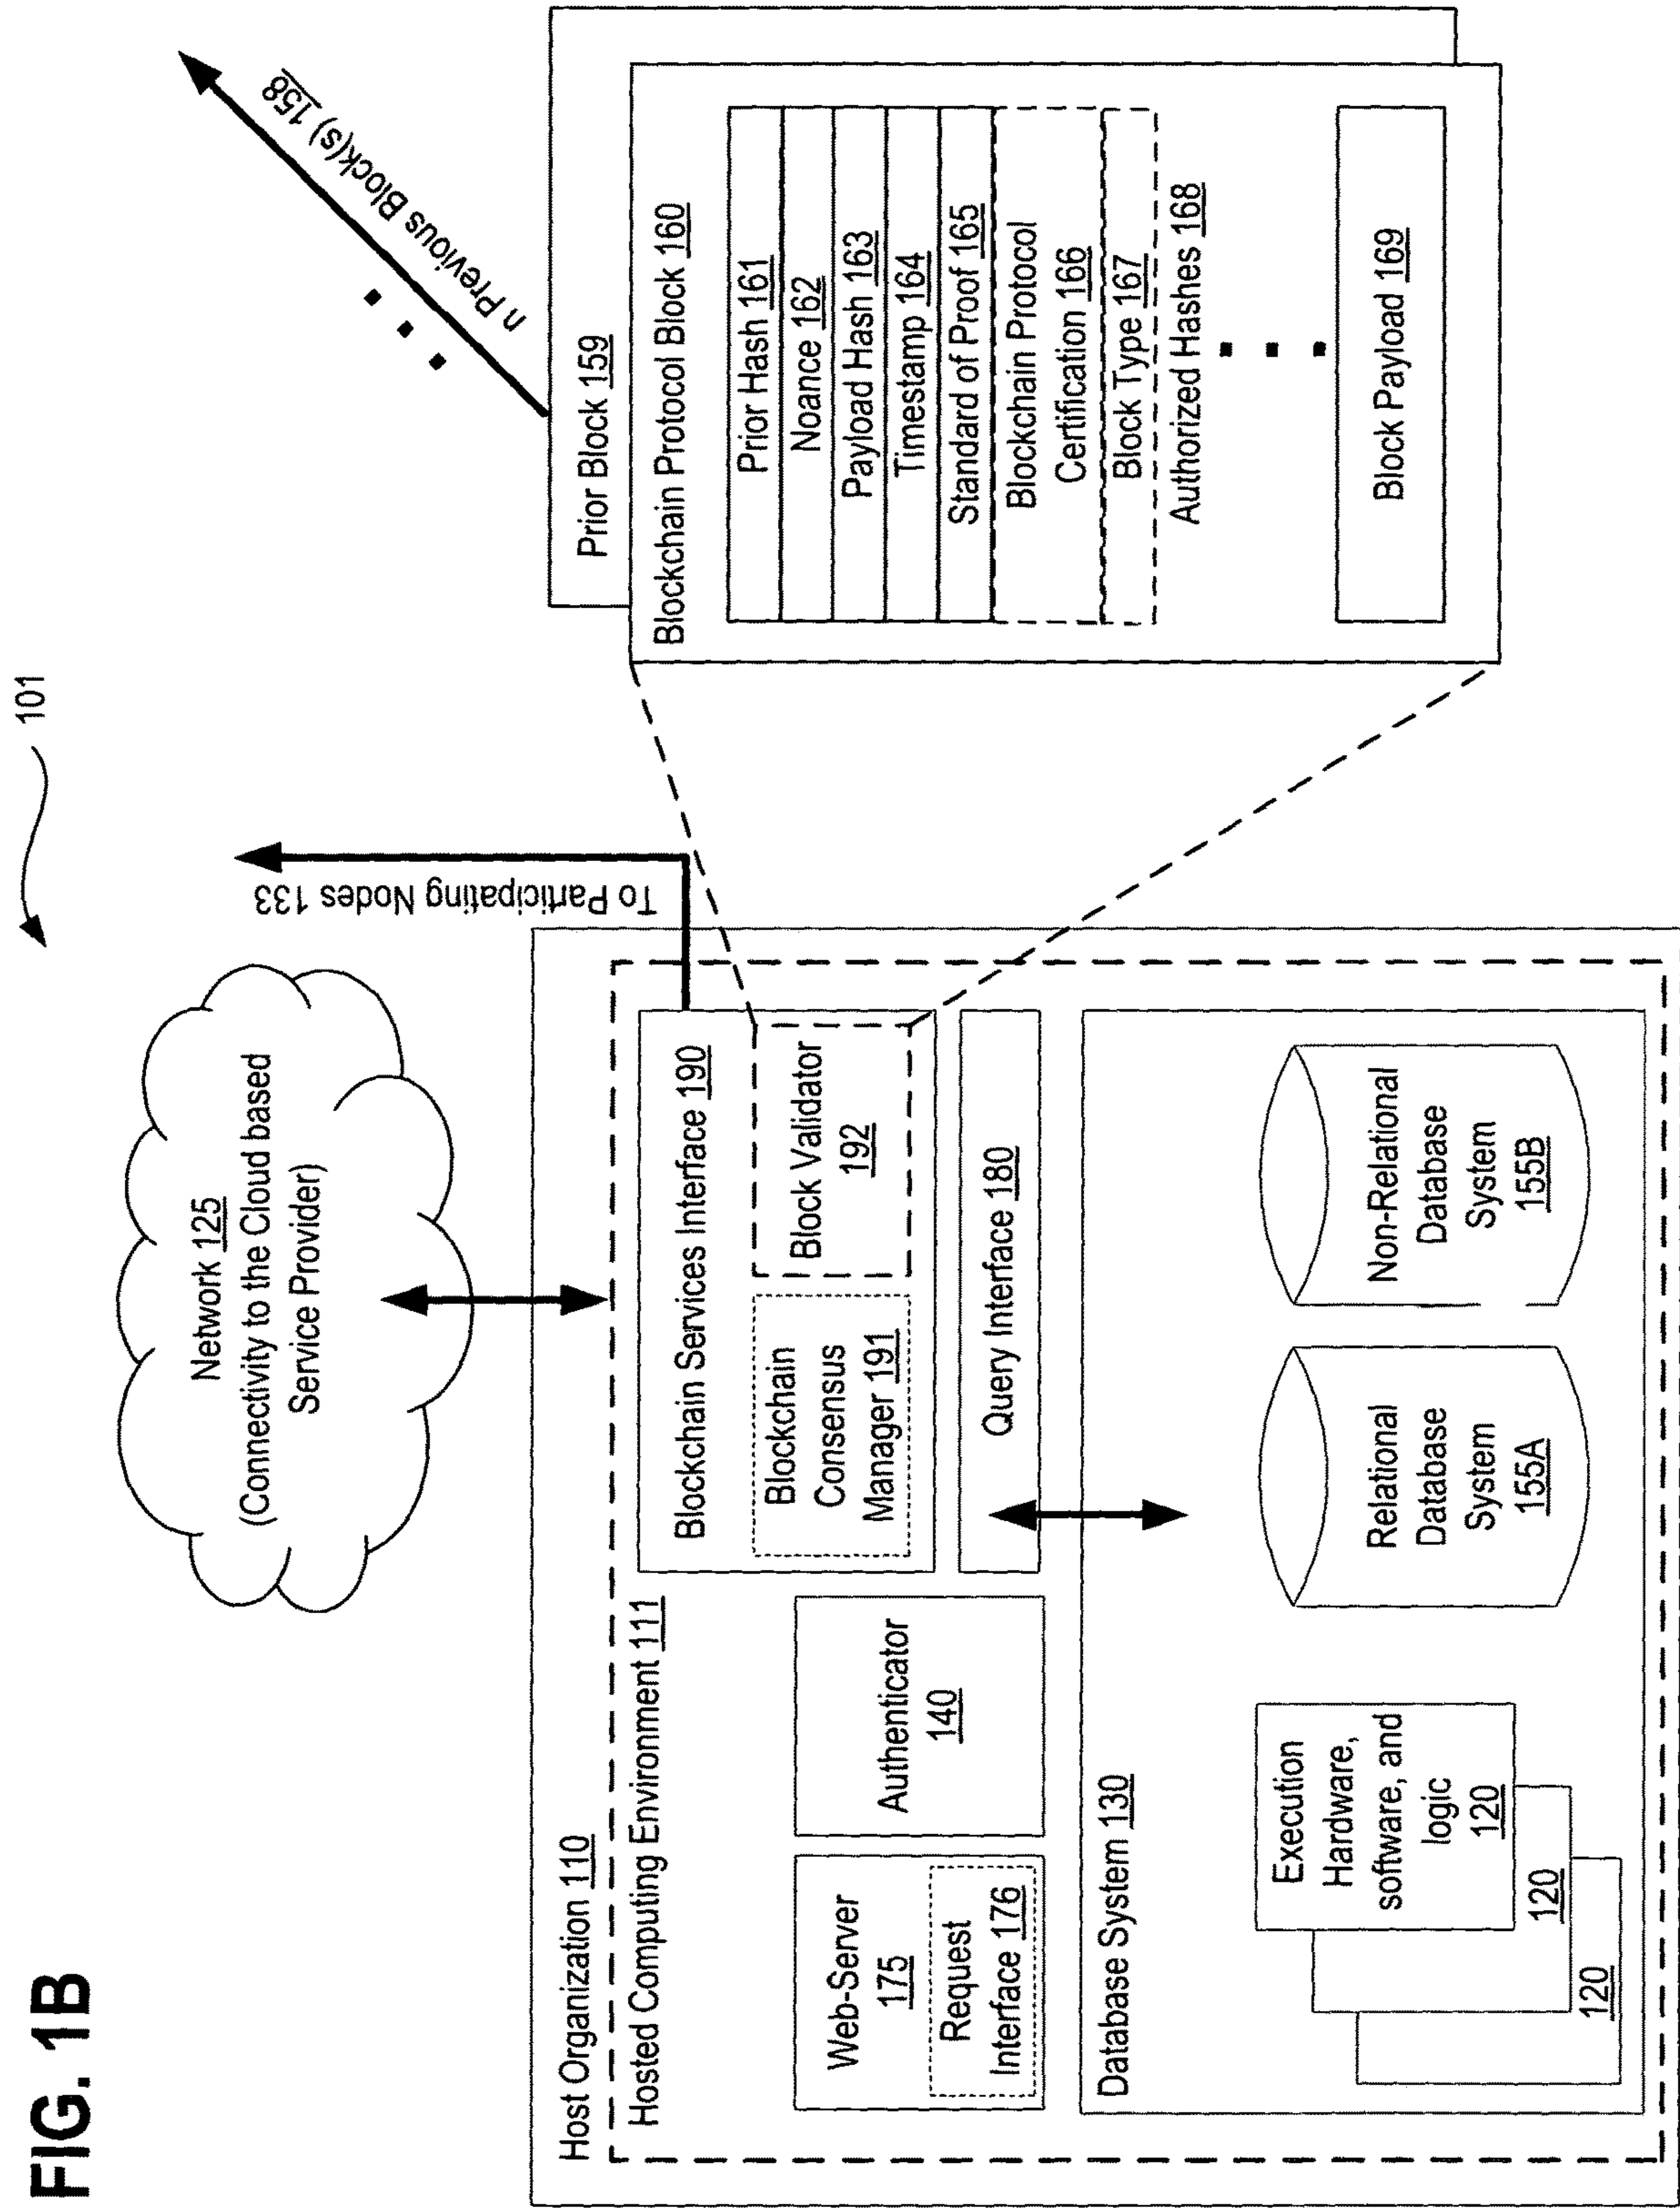 FIG. 1B
101
Network 125
(Connectivity to the Cloud based
Service Provider)
To Participating Nodes 133
n Previous Block(s) 158
Host Organization 110
Hosted Computing Environment 111
Web-Server
175
Request
Interface 176
Authenticator
140
Blockchain Services Interface 190
Blockchain
Consensus
Manager 191
Block Validator
192
Query Interface 180
Database System 130
Execution
Hardware,
software, and
logic
120
120
120
Relational
Database
System
155A
Non-Relational
Database
System
155B
Prior Block 159
Blockchain Protocol Block 160
Prior Hash 161
Noance 162
Payload Hash 163
Timestamp 164
Standard of Proof 165
Blockchain Protocol
Certification 166
Block Type 167
Authorized Hashes 168
Block Payload 169